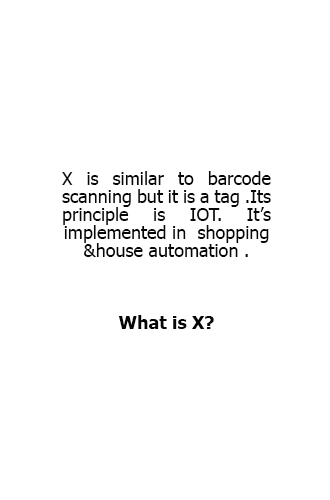 X is similar to barcode
scanning but it is a tag .Its
principle is IOT. It’s
implemented in shopping
&house automation .
What is X?